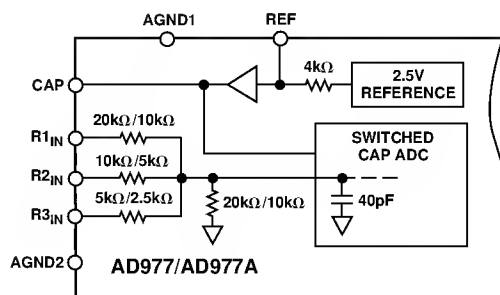 AGND1
REF
CAP
4kΩ
2.5V
REFERENCE
R1IN
20kΩ/10kΩ
SWITCHED
CAP ADC
R2IN
10kΩ/5kΩ
R3IN
5kΩ/2.5kΩ
20kΩ/10kΩ
40pF
AGND2
AD977/AD977A